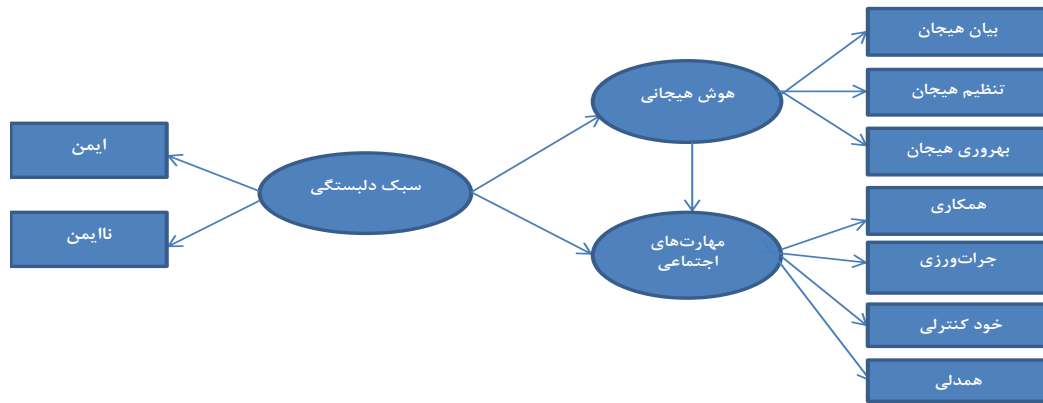 بیان هیجان
تنظیم هیجان
بهروری هیجان
هوش هیجانی
ایمن
سبک دلبستگی
ناایمن
مهارت‌های
اجتماعی
همکاری
جرات‌ورزی
خود کنترلی
همدلی